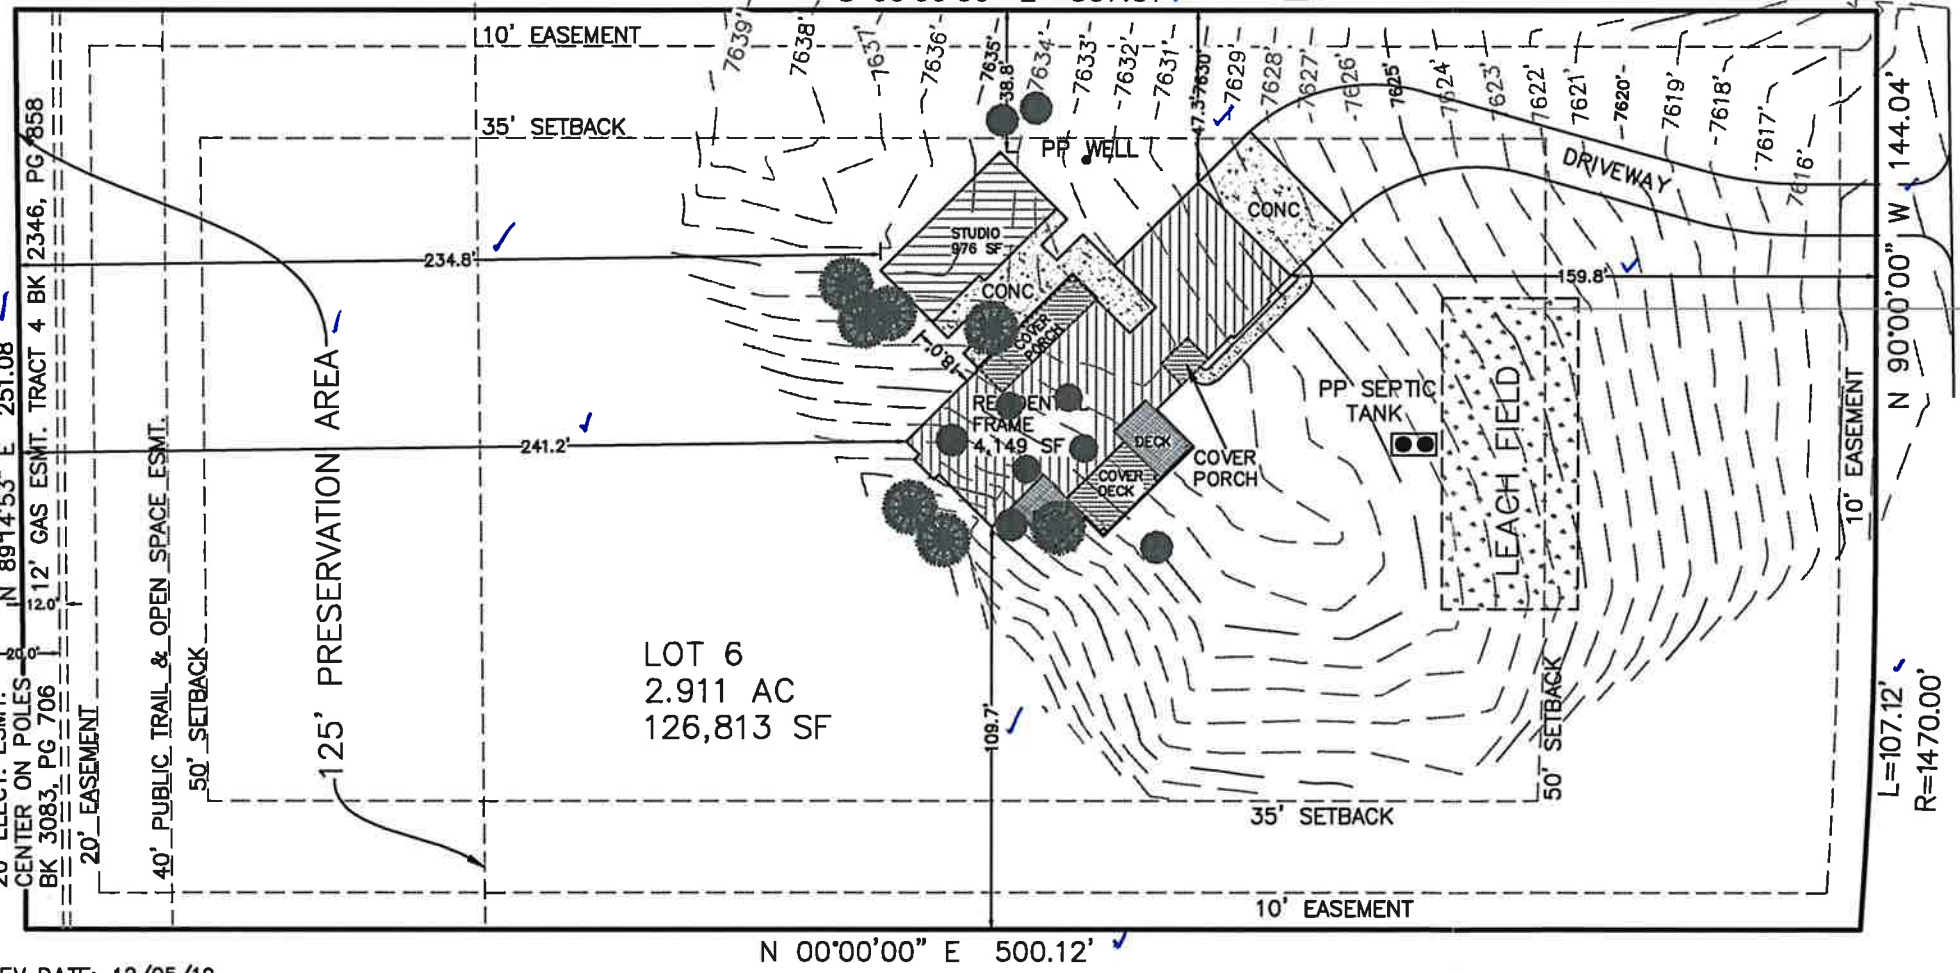 10' EASEMENT
7639'
7638'
7637'
7636'
7635'
7634'
7633'
7632'
7631'
7630'
7629'
7628'
7627'
7626'
7625'
7624'
7623'
7622'
7621'
7620'
7619'
7618'
7617'
7616'
38.8'
47.3'
35' SETBACK
PP WELL
DRIVEWAY
CONC
STUDIO
976 SF
CONC
COVER
PORCH
18.0'
234.8'
159.8'
241.2'
FRAME
4,149 SF
DECK
COVER
DECK
COVER
PORCH
PP SEPTIC
TANK
LEACH FIELD
N 90°00'00" W 144.04'
10' EASEMENT
L=107.12'
R=1470.00'
50' SETBACK
35' SETBACK
10' EASEMENT
109.7'
LOT 6
2.911 AC
126,813 SF
125' PRESERVATION AREA
50' SETBACK
40' PUBLIC TRAIL & OPEN SPACE ESMT.
20' EASEMENT
12' GAS ESMT. TRACT 4 BK 2346, PG 858
12.0'
20.0'
N 89°14'53" E 251.08
CENTER ON POLES
BK 3083, PG 706
N 00°00'00" E 500.12'